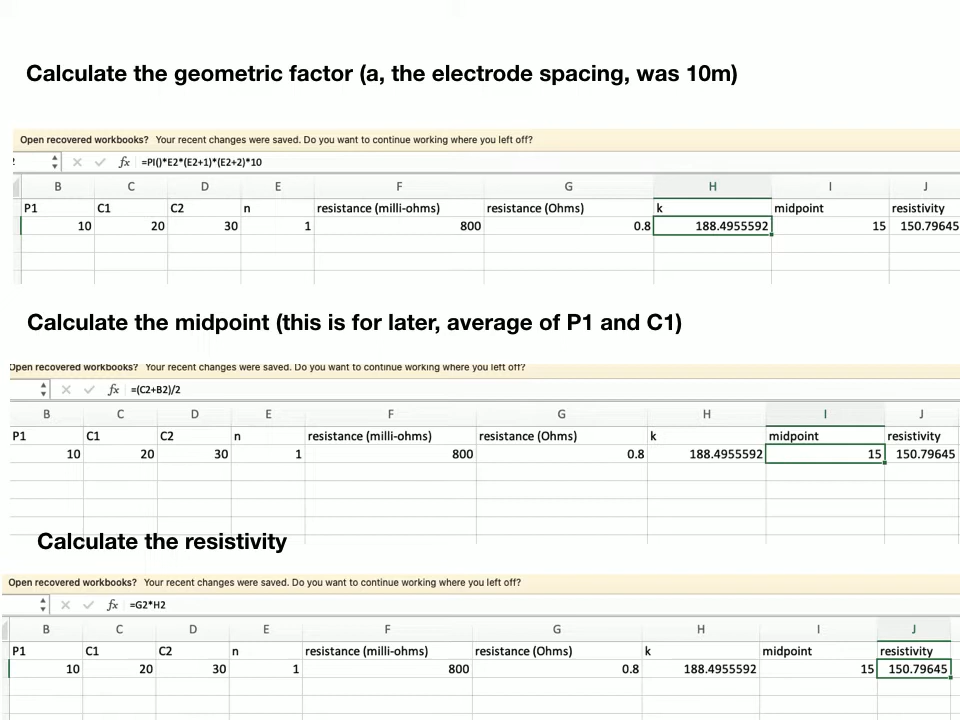 Calculate the geometric factor (a, the electrode spacing, was 10m)
Open recovered workbooks? Your recent changes were saved. Do you want to continue working where you left off?
fx =PI()*E2*(E2+1)*(E2+2)*10
B C D E F G H I J
P1 C1 C2 n resistance (milli-ohms) resistance (Ohms) k midpoint resistivity
10 20 30 1 800 0.8 188.4955592 15 150.79645
Calculate the midpoint (this is for later, average of P1 and C1)
Open recovered workbooks? Your recent changes were saved. Do you want to continue working where you left off?
fx =(C2+B2)/2
B C D E F G H I J
P1 C1 C2 n resistance (milli-ohms) resistance (Ohms) k midpoint resistivity
10 20 30 1 800 0.8 188.4955592 15 150.79645
Calculate the resistivity
Open recovered workbooks? Your recent changes were saved. Do you want to continue working where you left off?
fx =G2*H2
B C D E F G H I J
P1 C1 C2 n resistance (milli-ohms) resistance (Ohms) k midpoint resistivity
10 20 30 1 800 0.8 188.4955592 15 150.79645